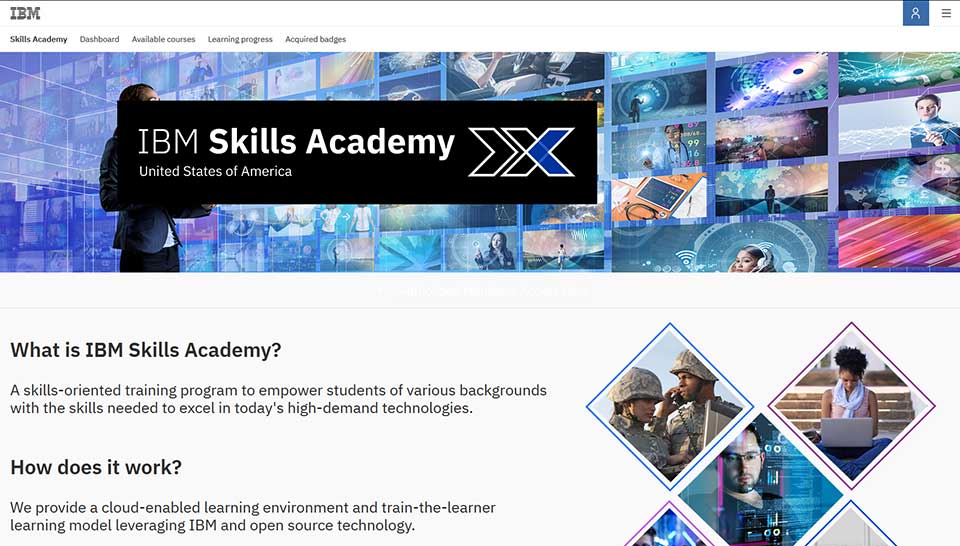 IBM
Skills Academy Dashboard Available courses Learning progress Acquired badges
IBM Skills Academy
United States of America
What is IBM Skills Academy?
A skills-oriented training program to empower students of various backgrounds
with the skills needed to excel in today's high-demand technologies.
How does it work?
We provide a cloud-enabled learning environment and train-the-learner
learning model leveraging IBM and open source technology.